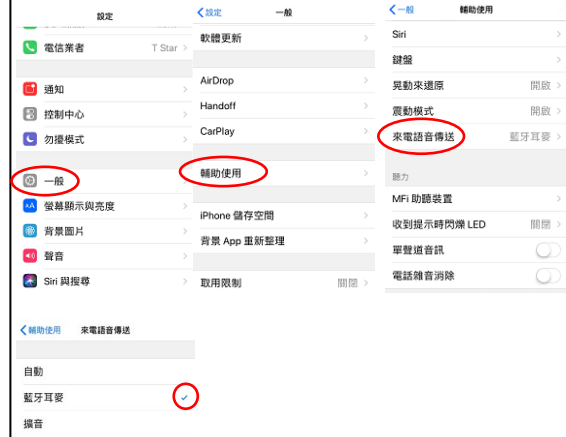 設定
電信業者 T Star
通知
控制中心
勿擾模式
一般
螢幕顯示與亮度
背景圖片
聲音
Siri 與搜尋
設定 一般
軟體更新
AirDrop
Handoff
CarPlay
輔助使用
iPhone 儲存空間
背景 App 重新整理
取用限制 關閉
一般 輔助使用
Siri
鍵盤
晃動來還原 開啟
震動模式 開啟
來電語音傳送 藍牙耳麥
聽力
MFi 助聽裝置
收到提示時閃爍 LED 關閉
單聲道音訊
電話雜音消除
輔助使用 來電語音傳送
自動
藍牙耳麥
擴音